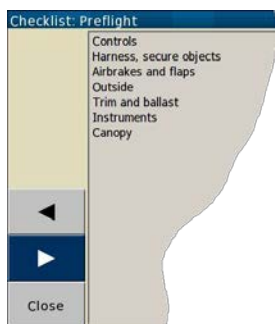 Checklist: Preflight
Controls
Harness, secure objects
Airbrakes and flaps
Outside
Trim and ballast
Instruments
Canopy
Close